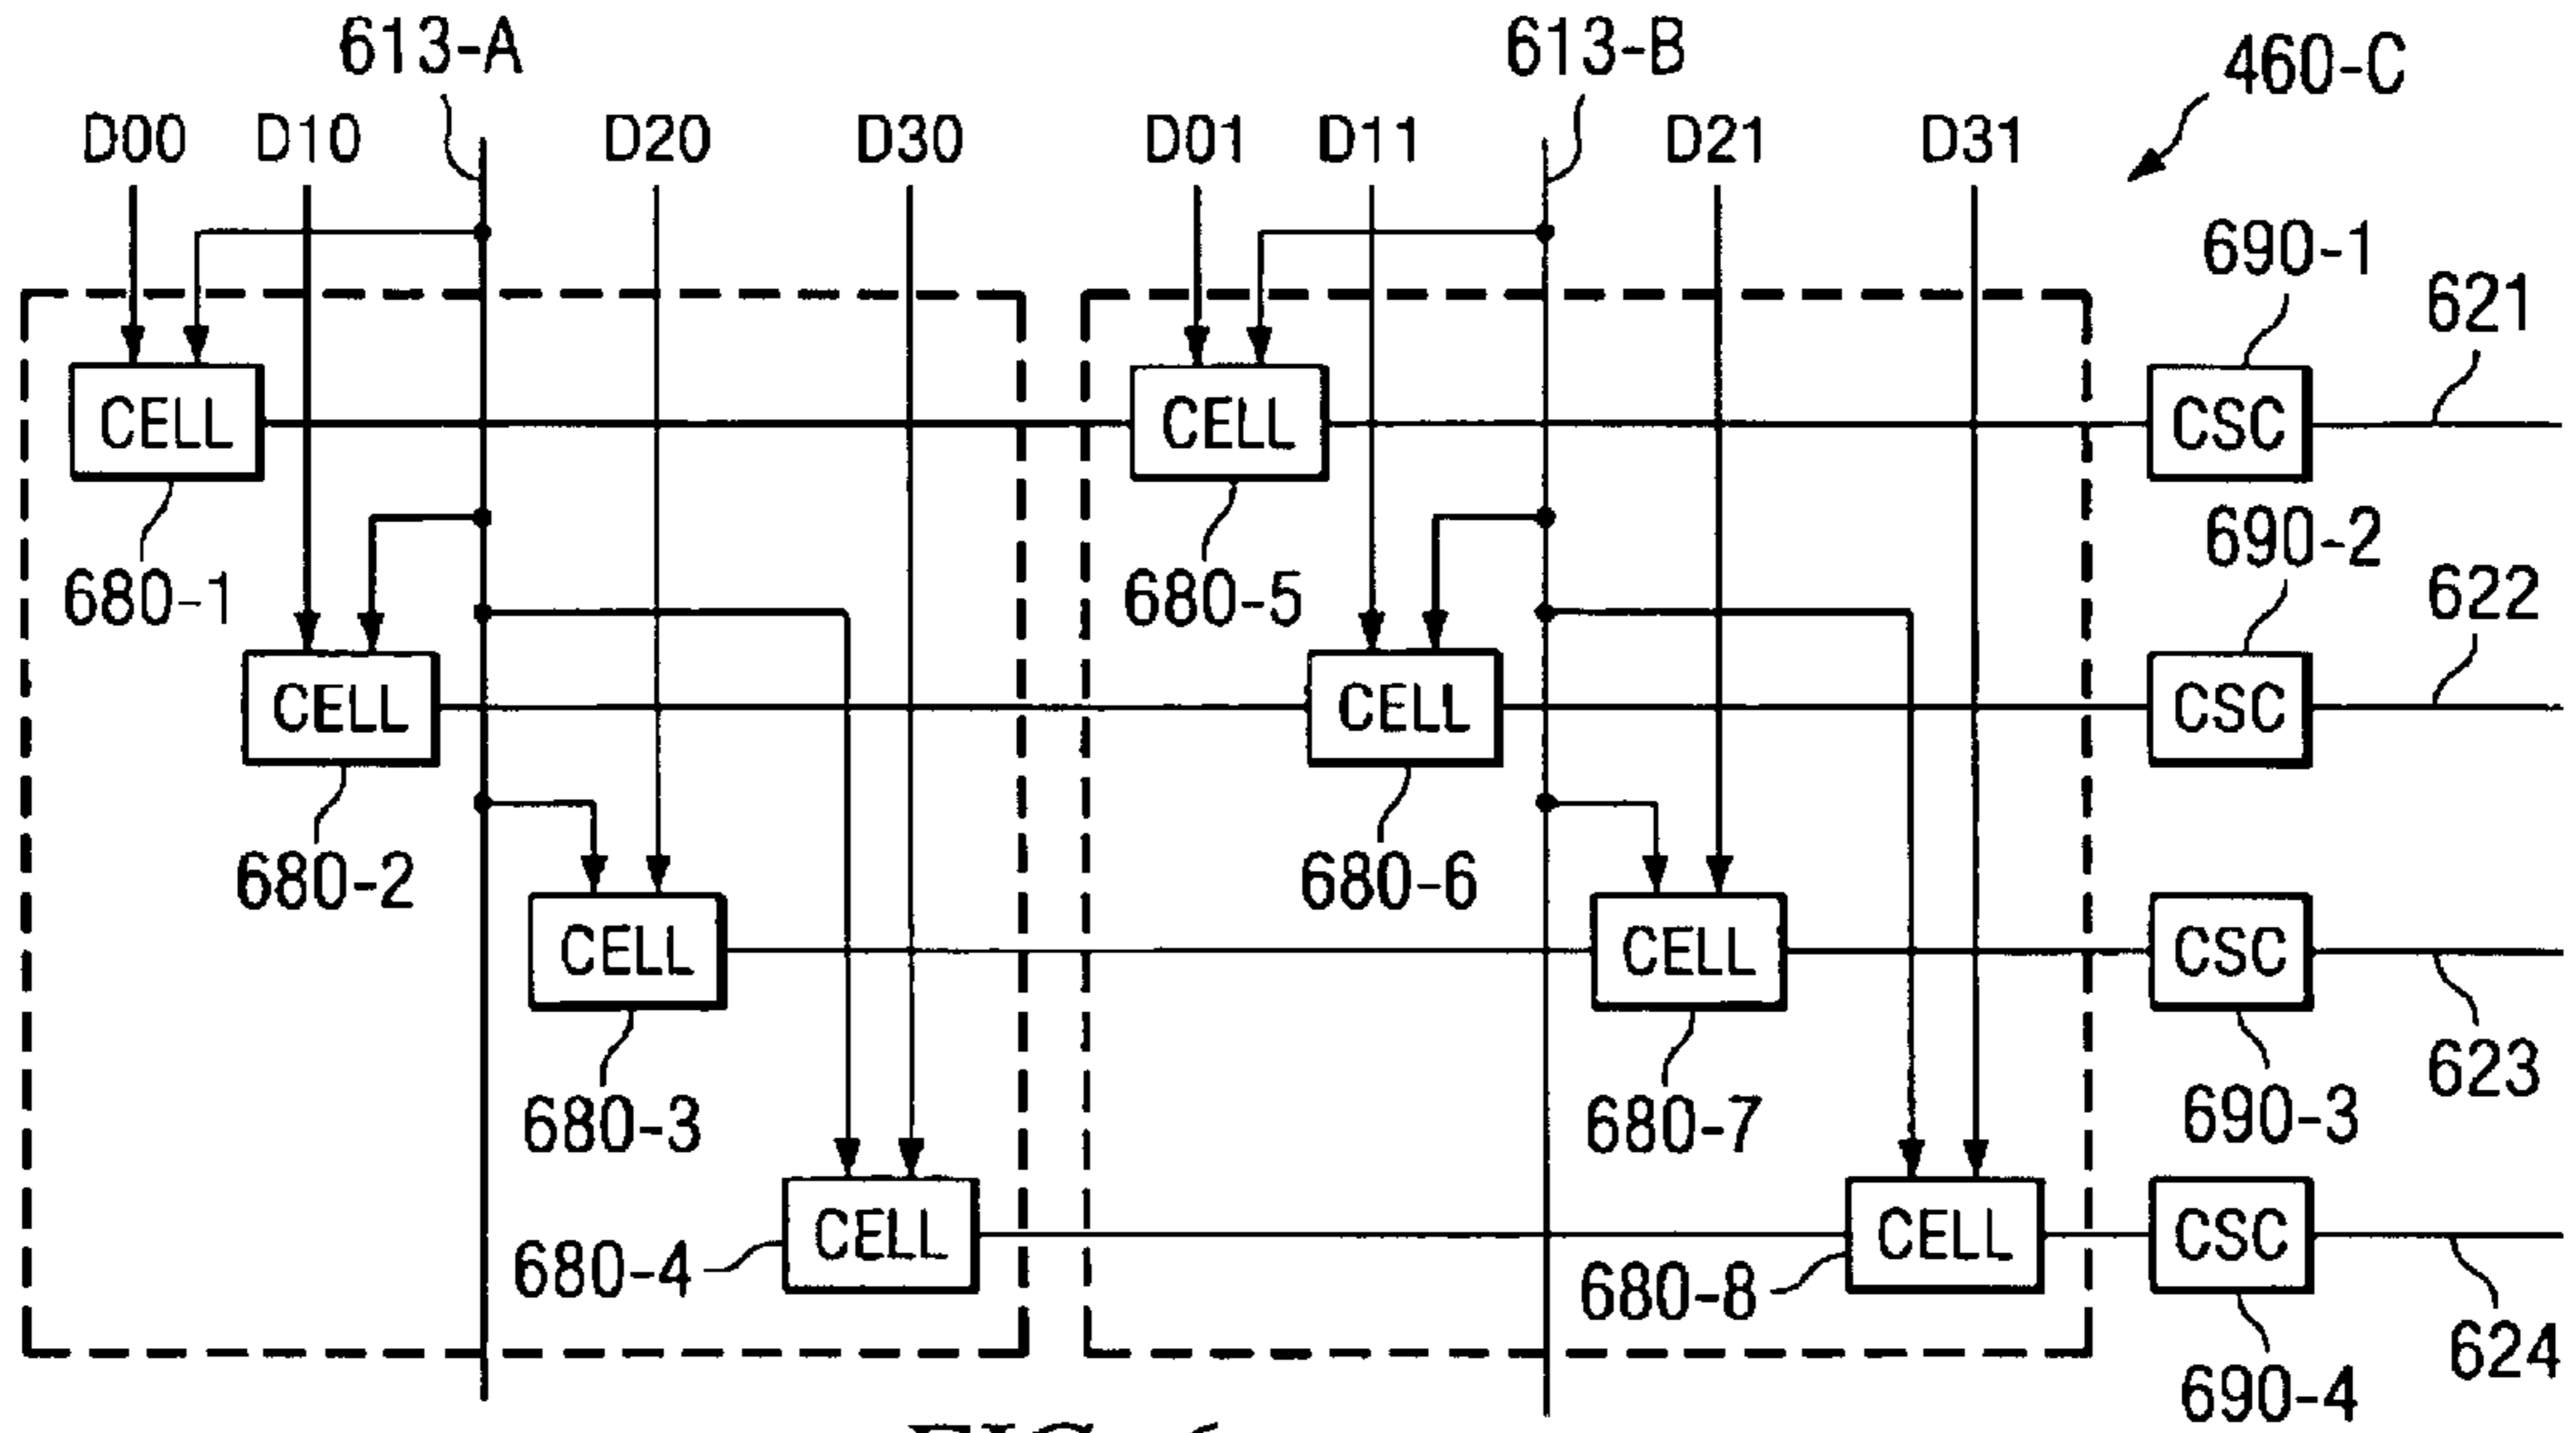 613-A 613-B 460-C
D00 D10 D20 D30 D01 D11 D21 D31
690-1
621
CELL CELL CSC
690-2
680-1 680-5 622
CELL CELL CSC
680-2 680-6
CELL CELL CSC
623
680-3 680-7 690-3
CELL CELL CSC
680-4 680-8
624
690-4